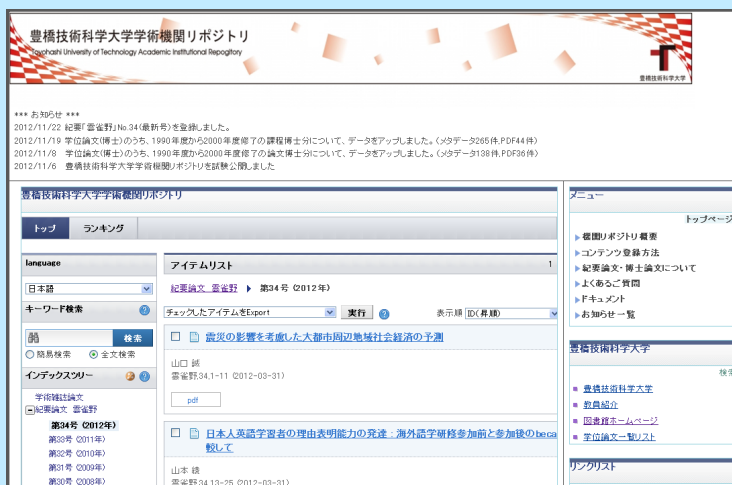 豊橋技術科学大学学術機関リポジトリ
Toyohashi University of Technology Academic Institutional Repogitory
豊橋技術科学大学
*** お知らせ ***
2012/11/22 紀要「雲雀野」No.34(最新号)を登録しました。
2012/11/19 学位論文(博士)のうち、1990年度から2000年度修了の課程博士分について、データをアップしました。(メタデータ265件,PDF44件)
2012/11/8 学位論文(博士)のうち、1990年度から2000年度修了の論文博士分について、データをアップしました。(メタデータ138件,PDF36件)
2012/11/6 豊橋技術科学大学学術機関リポジトリを試験公開しました
豊橋技術科学大学学術機関リポジトリ
トップ ランキング
language
日本語
キーワード検索
検索
簡易検索 全文検索
インデックスツリー
学術雑誌論文
紀要論文 雲雀野
第34号 (2012年)
第33号 (2011年)
第32号 (2010年)
第31号 (2009年)
第30号 (2008年)
アイテムリスト 1
紀要論文 雲雀野 第34号 (2012年)
チェックしたアイテムをExport 実行 表示順 ID(昇順)
震災の影響を考慮した大都市周辺地域社会経済の予測
山口 誠
雲雀野,34,1-11 (2012-03-31)
pdf
日本人英語学習者の理由表明能力の発達 : 海外語学研修参加前と参加後のbeca
較して
山本
雲雀野,34,13-25 (2012-03-31)
メニュー
トップページ
機関リポジトリ概要
コンテンツ登録方法
紀要論文・博士論文について
よくあるご質問
ドキュメント
お知らせ一覧
豊橋技術科学大学
検索
豊橋技術科学大学
教員紹介
図書館ホームページ
学位論文一覧リスト
リンクリスト